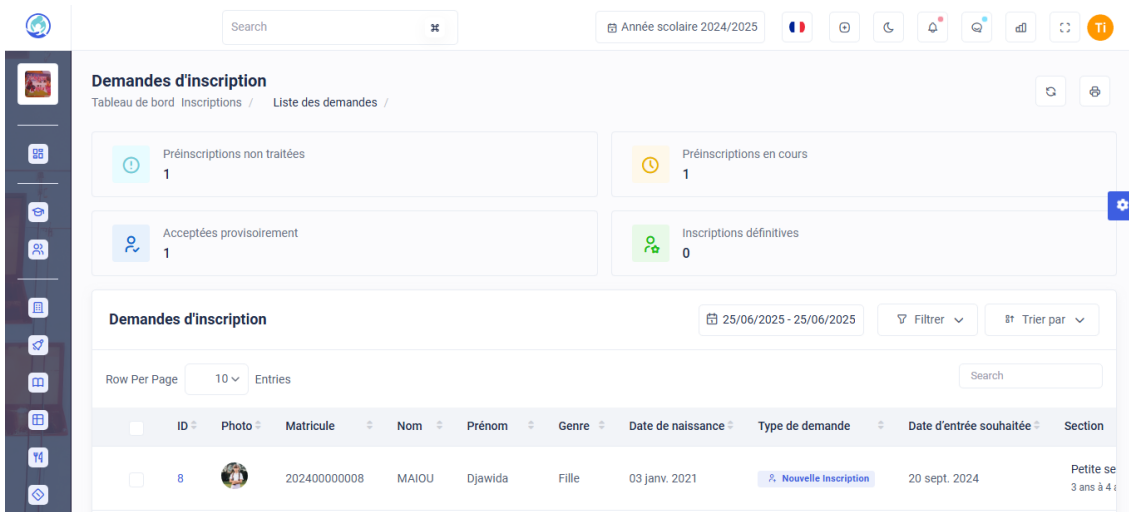 Search
⌘
Année scolaire 2024/2025
Ti
Demandes d'inscription
Tableau de bord Inscriptions / Liste des demandes /
Préinscriptions non traitées
1
Préinscriptions en cours
1
Acceptées provisoirement
1
Inscriptions définitives
0
Demandes d'inscription
25/06/2025 - 25/06/2025
Filtrer
Trier par
Row Per Page 10 Entries
Search
ID Photo Matricule Nom Prénom Genre Date de naissance Type de demande Date d'entrée souhaitée Section
8 202400000008 MAIOU Djawida Fille 03 janv. 2021 Nouvelle Inscription 20 sept. 2024 Petite se
3 ans à 4 a